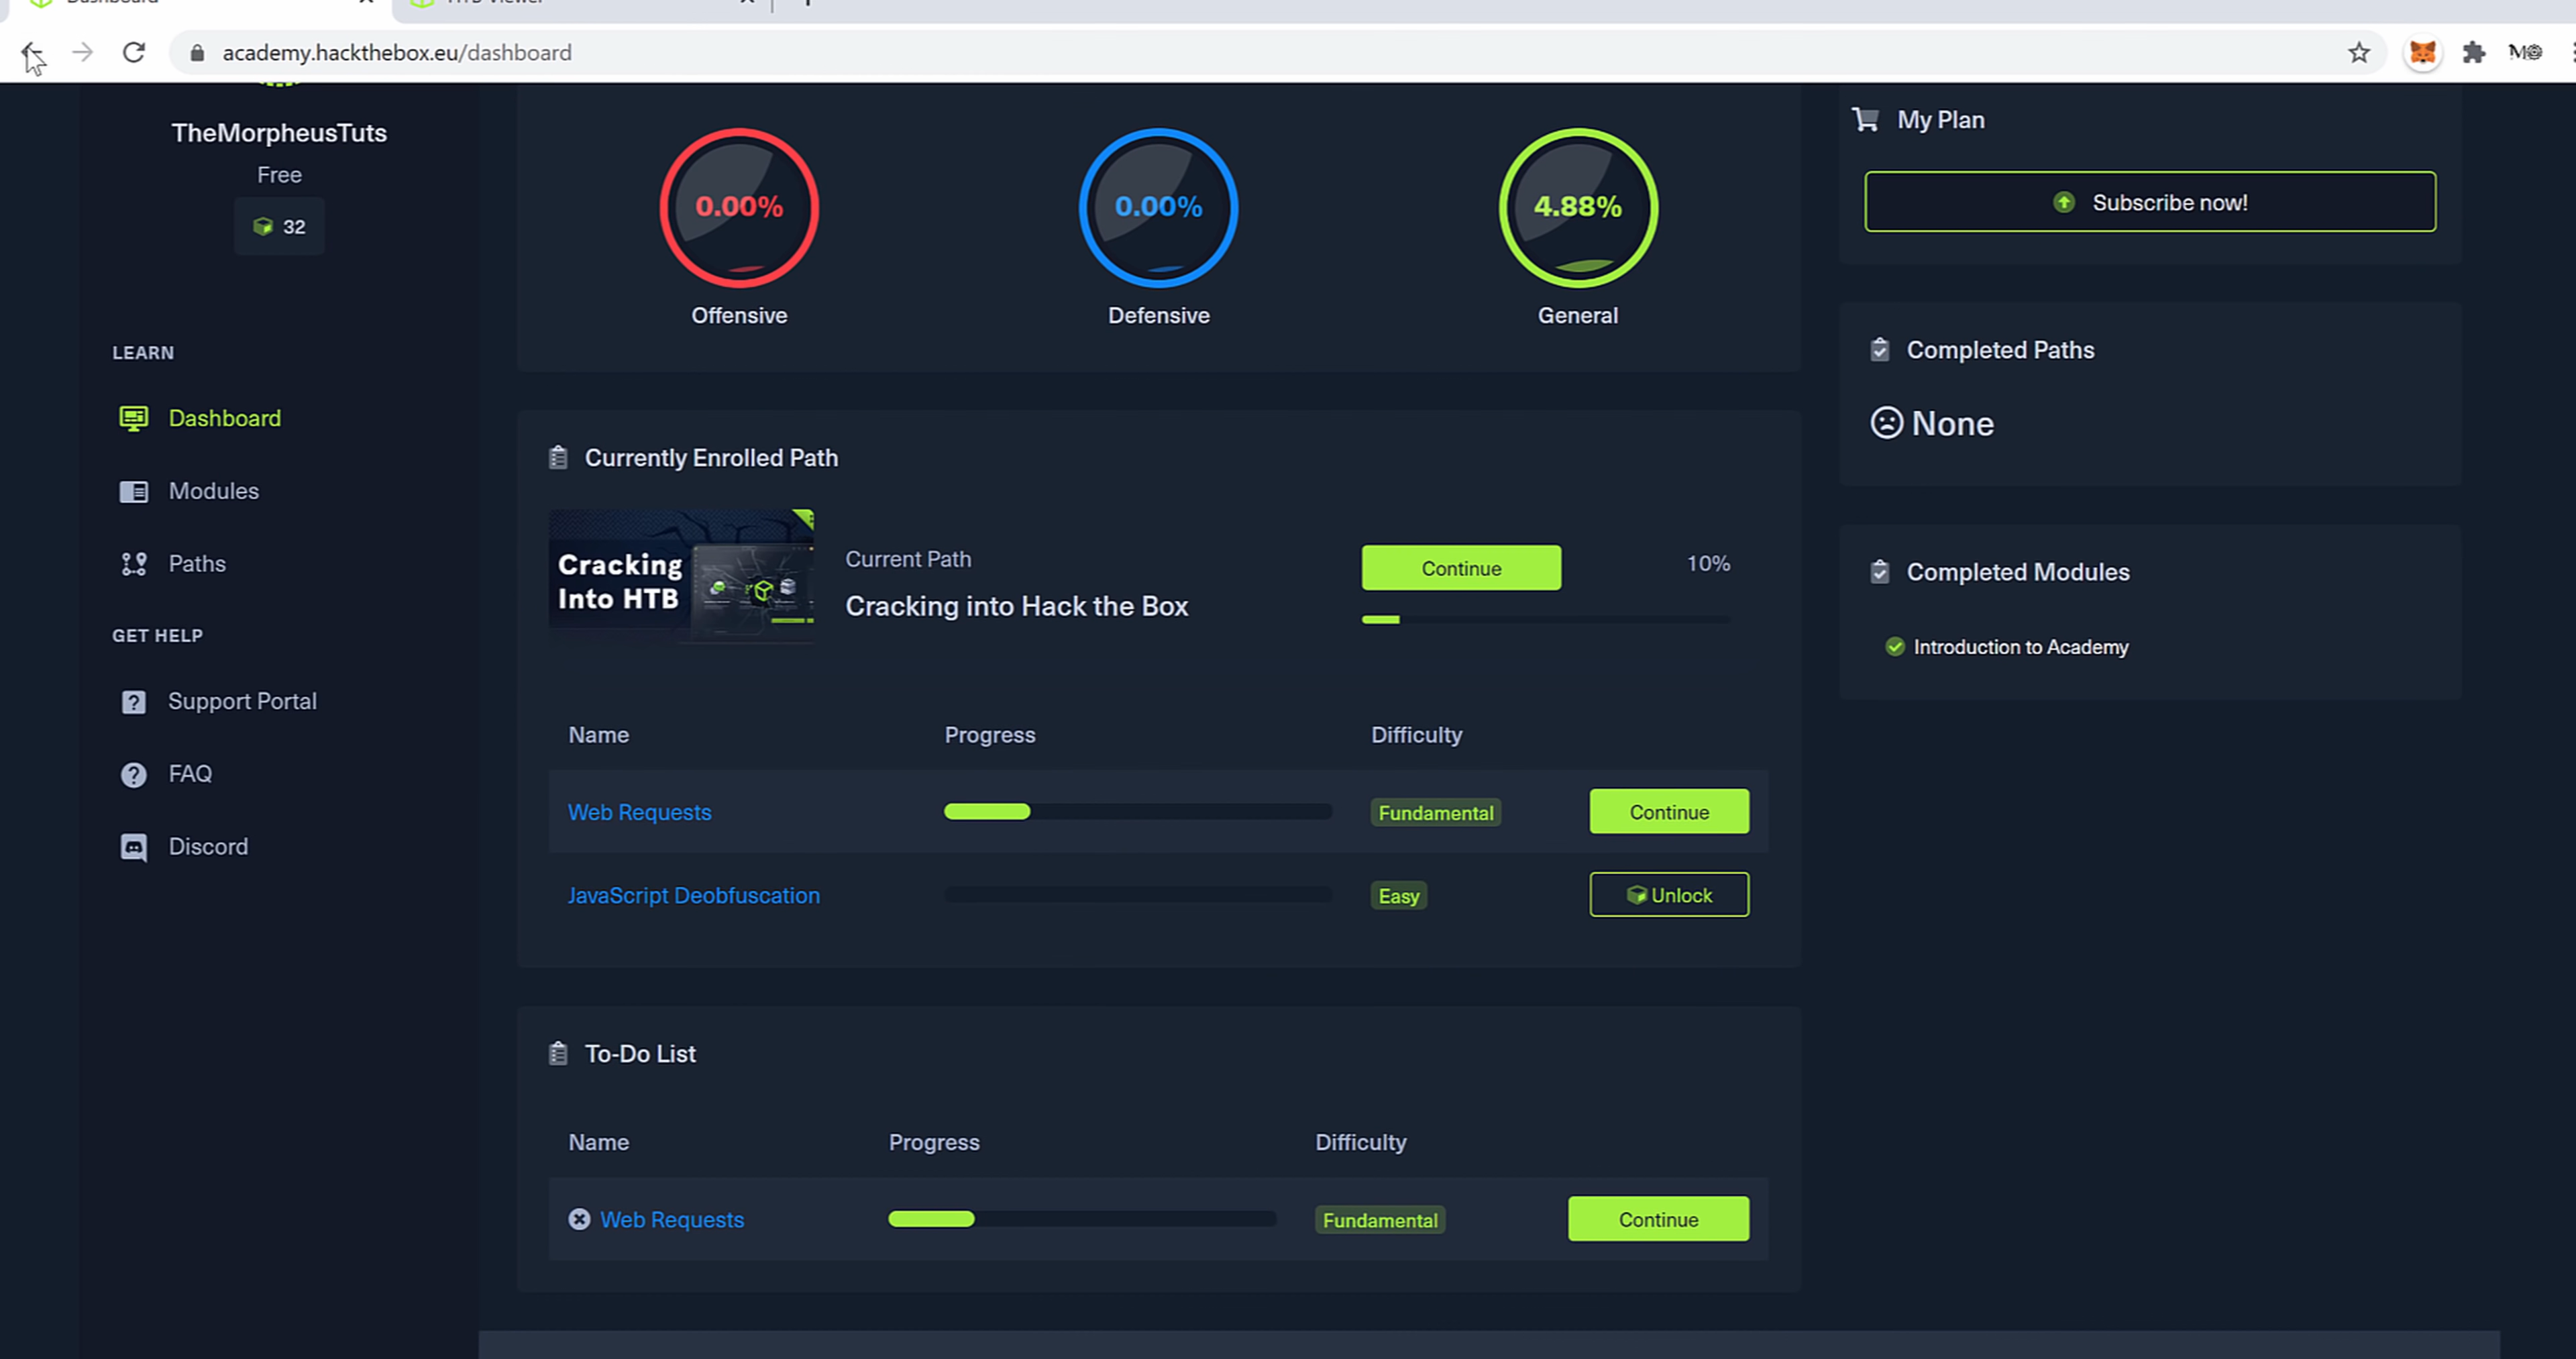 academy.hackthebox.eu/dashboard
TheMorpheusTuts
Free
32
LEARN
Dashboard
Modules
Paths
GET HELP
Support Portal
FAQ
Discord
0.00%
Offensive
0.00%
Defensive
4.88%
General
Currently Enrolled Path
Cracking
Into HTB
Current Path
Cracking into Hack the Box
Continue
10%
Name Progress Difficulty
Web Requests Fundamental Continue
JavaScript Deobfuscation Easy Unlock
To-Do List
Name Progress Difficulty
Web Requests Fundamental Continue
My Plan
Subscribe now!
Completed Paths
None
Completed Modules
Introduction to Academy